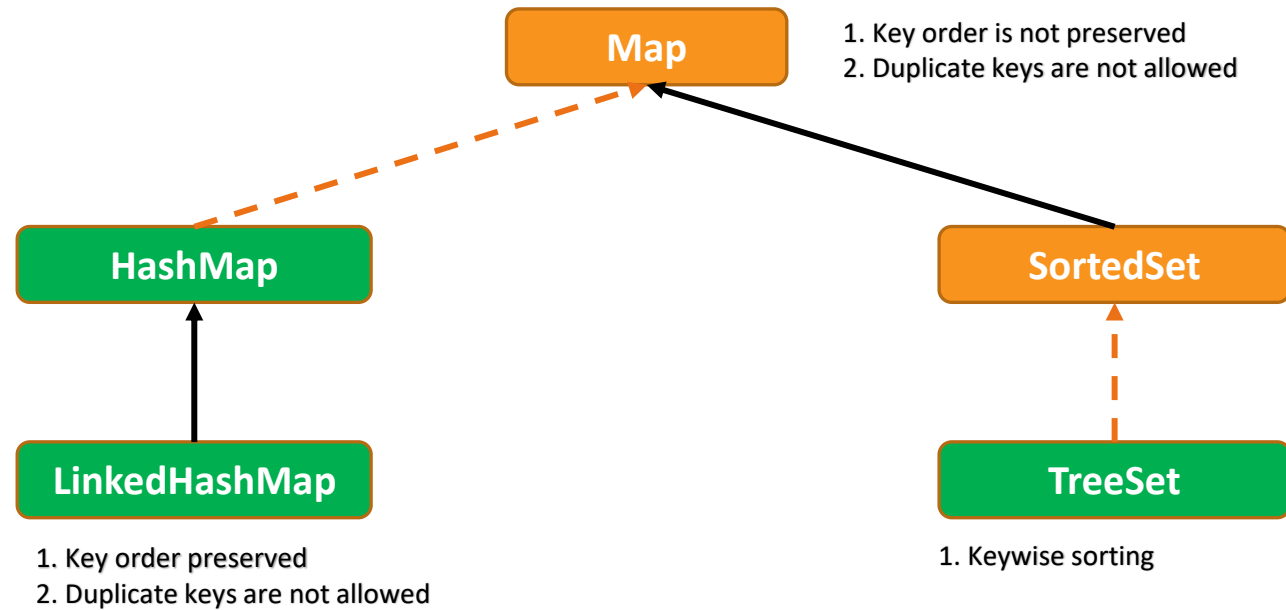 Map
1. Key order is not preserved
2. Duplicate keys are not allowed
HashMap
SortedSet
LinkedHashMap
TreeSet
1. Key order preserved
2. Duplicate keys are not allowed
1. Keywise sorting